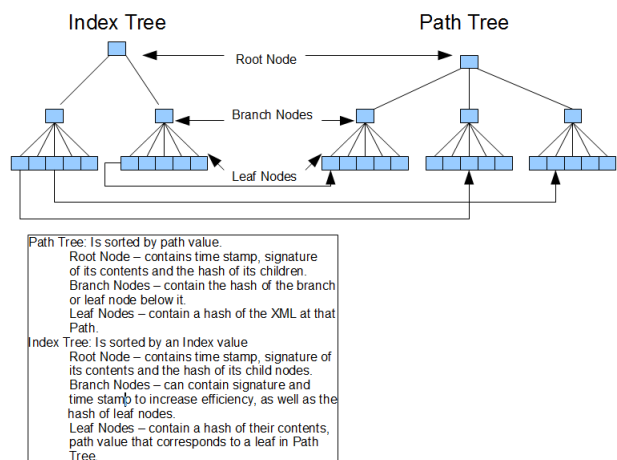 Index Tree
Path Tree
Root Node
Branch Nodes
Leaf Nodes
Path Tree: Is sorted by path value.
Root Node – contains time stamp, signature
of its contents and the hash of its children.
Branch Nodes – contain the hash of the branch
or leaf node below it.
Leaf Nodes – contain a hash of the XML at that
Path.
Index Tree: Is sorted by an Index value
Root Node – contains time stamp, signature of
its contents and the hash of its child nodes.
Branch Nodes – can contain signature and
time stamp to increase efficiency, as well as the
hash of leaf nodes.
Leaf Nodes – contain a hash of their contents,
path value that corresponds to a leaf in Path
Tree.